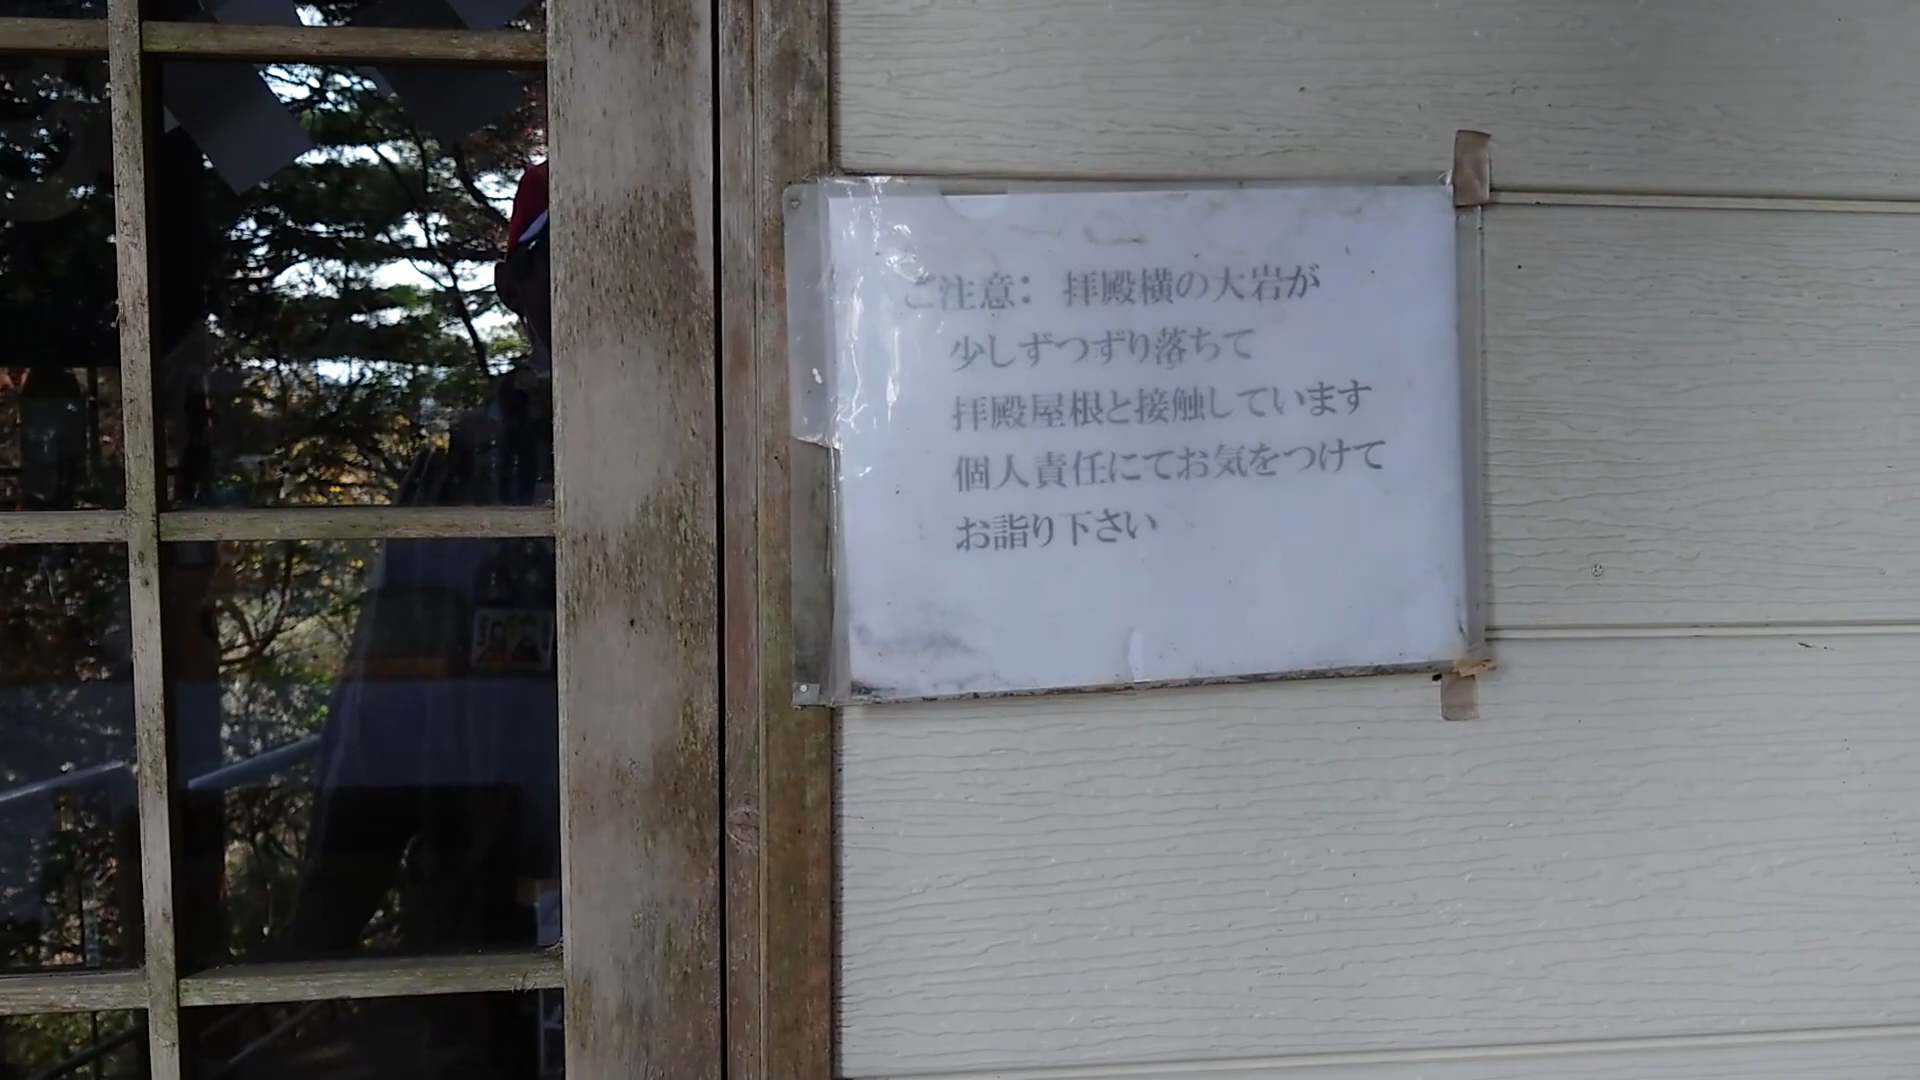 ご注意： 拝殿横の大岩が
少しずつずり落ちて
拝殿屋根と接触しています
個人責任にてお気をつけて
お詣り下さい